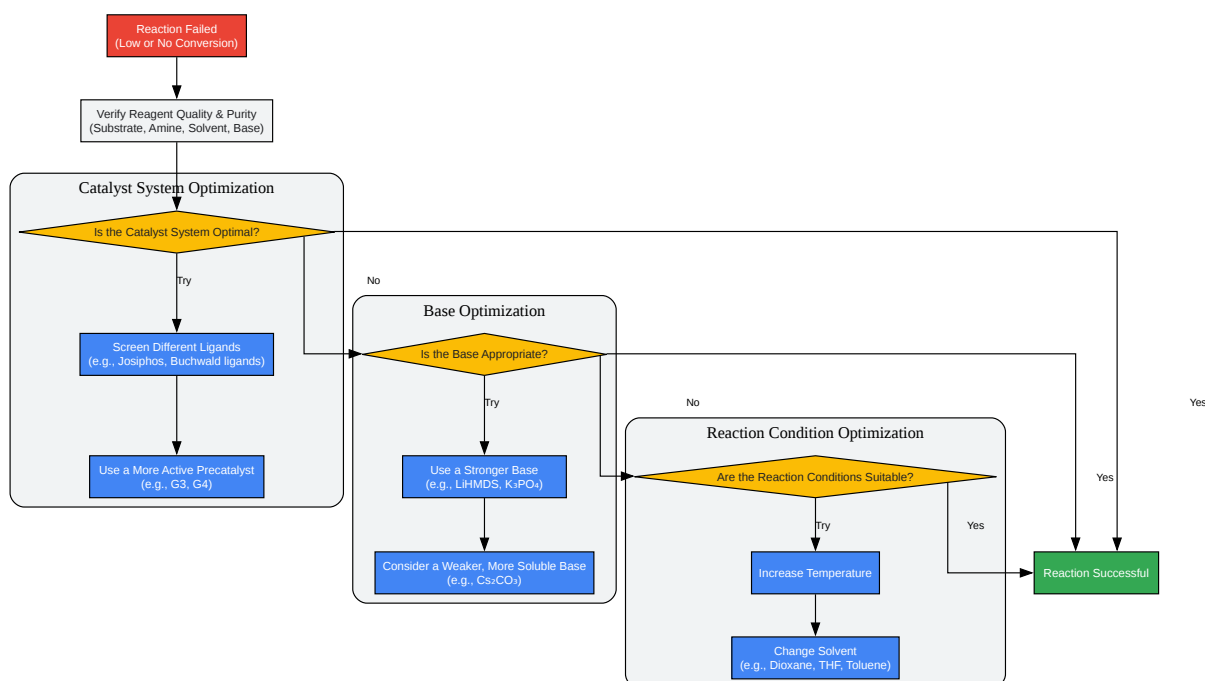 Reaction Failed
(Low or No Conversion)
Verify Reagent Quality & Purity
(Substrate, Amine, Solvent, Base)
Catalyst System Optimization
Is the Catalyst System Optimal?
Try
No
Screen Different Ligands
(e.g., Josiphos, Buchwald ligands)
Use a More Active Precatalyst
(e.g., G3, G4)
Base Optimization
Is the Base Appropriate?
Try
No
Yes
Use a Stronger Base
(e.g., LiHMDS, K₃PO₄)
Consider a Weaker, More Soluble Base
(e.g., Cs₂CO₃)
Reaction Condition Optimization
Are the Reaction Conditions Suitable?
Yes
Try
Yes
Increase Temperature
Reaction Successful
Change Solvent
(e.g., Dioxane, THF, Toluene)